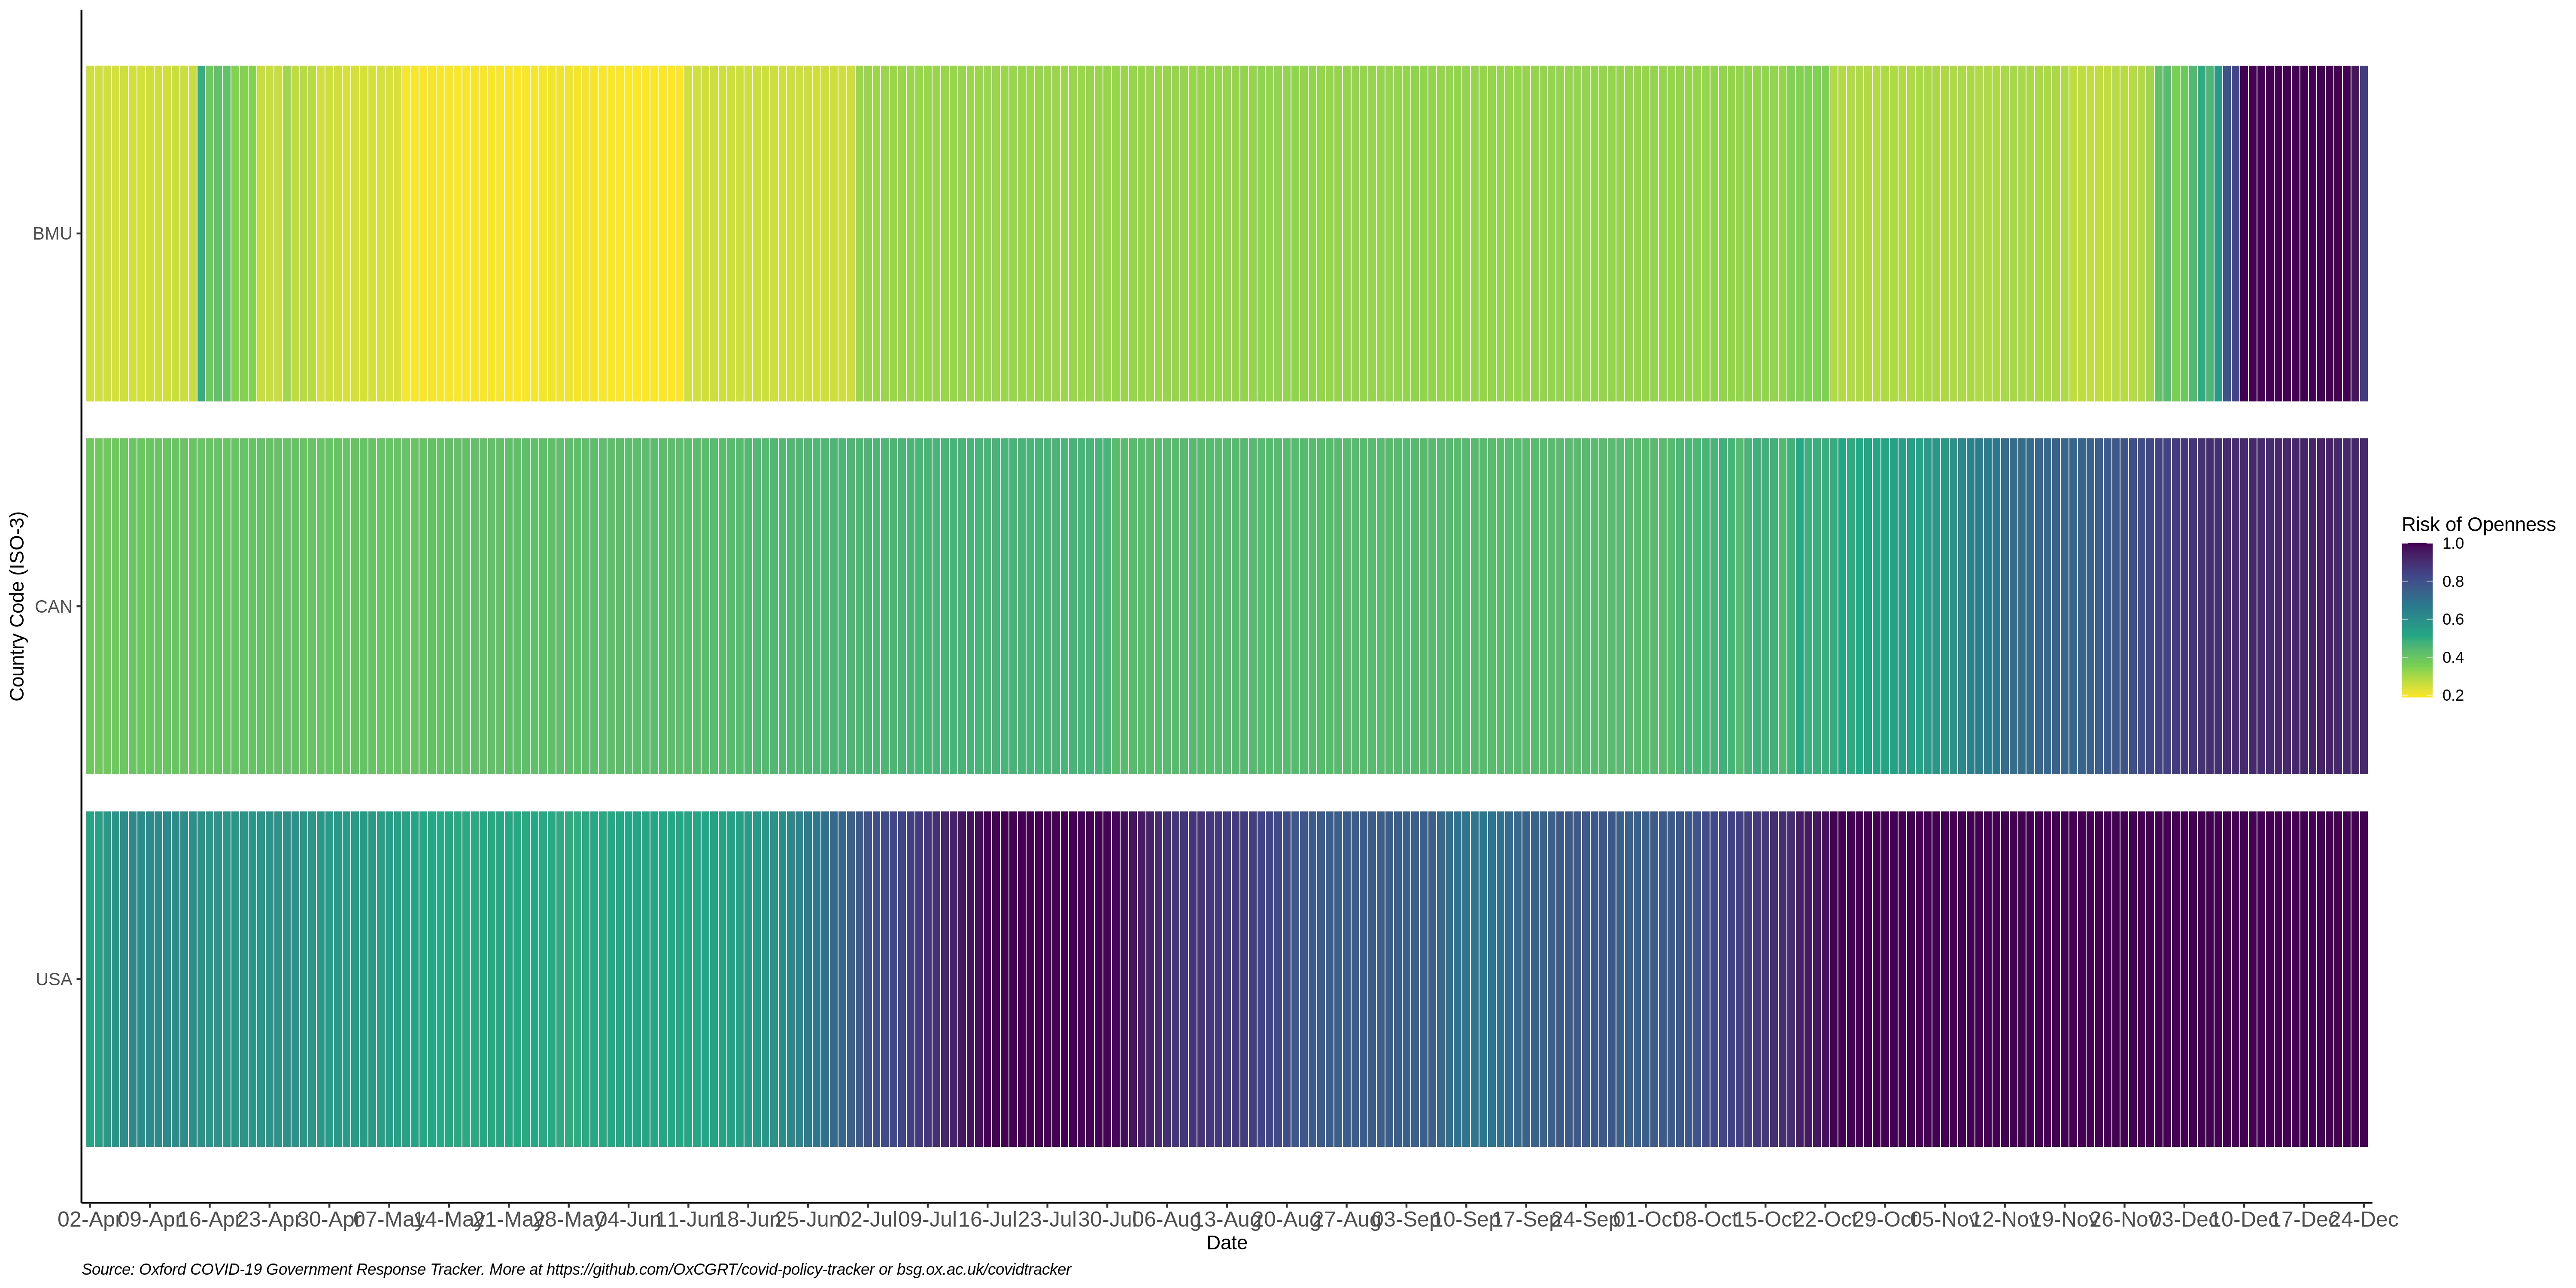 BMU
CAN
USA
Country Code (ISO-3)
Risk of Openness
1.0
0.8
0.6
0.4
0.2
02-Apr 09-Apr 16-Apr 23-Apr 30-Apr 07-May 14-May 21-May 28-May 04-Jun 11-Jun 18-Jun 25-Jun 02-Jul 09-Jul 16-Jul 23-Jul 30-Jul 06-Aug 13-Aug 20-Aug 27-Aug 03-Sep 10-Sep 17-Sep 24-Sep 01-Oct 08-Oct 15-Oct 22-Oct 29-Oct 05-Nov 12-Nov 19-Nov 26-Nov 03-Dec 10-Dec 17-Dec 24-Dec
Date
Source: Oxford COVID-19 Government Response Tracker. More at https://github.com/OxCGRT/covid-policy-tracker or bsg.ox.ac.uk/covidtracker